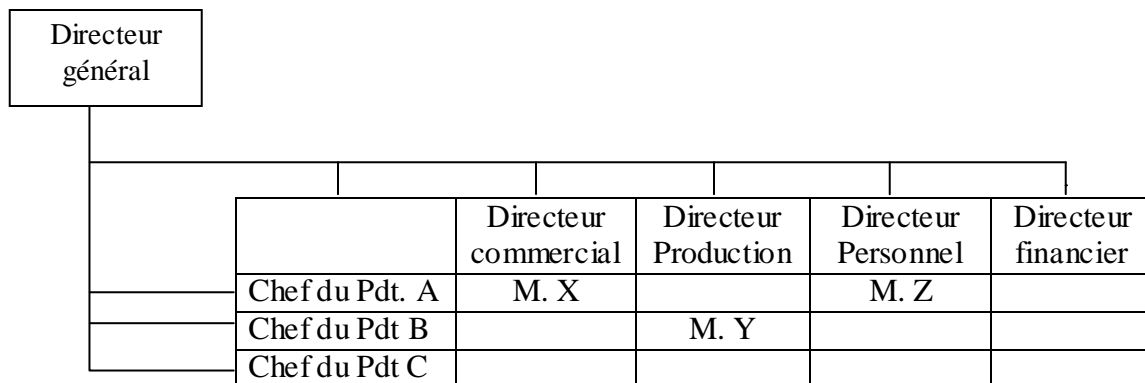 Directeur
général
Directeur Directeur Directeur Directeur
commercial Production Personnel financier
Chef du Pdt. A M. X M. Z
Chef du Pdt B M. Y
Chef du Pdt C